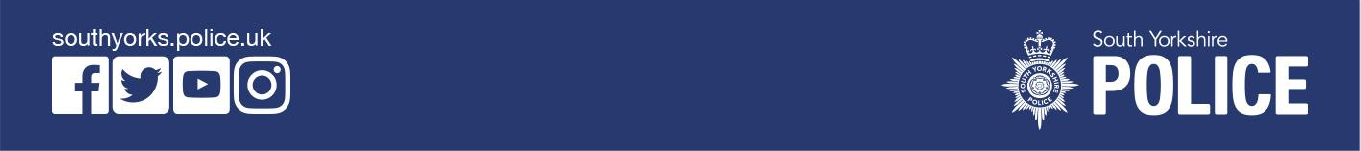 southyorks.police.uk
South Yorkshire
POLICE
SOUTH YORKSHIRE
POLICE